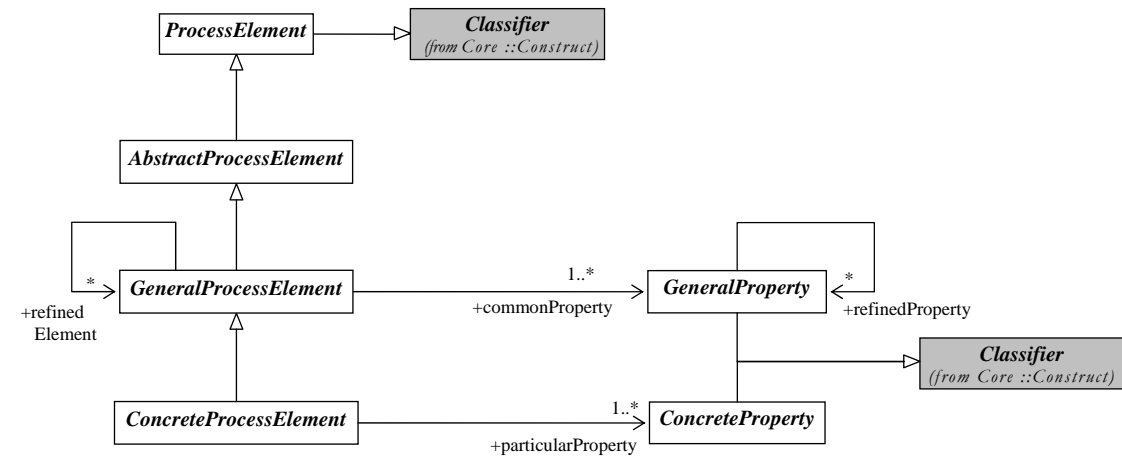 ProcessElement
Classifier
(from Core ::Construct)
AbstractProcessElement
*
GeneralProcessElement
+refined
Element
1..*
+commonProperty
GeneralProperty
*
+refinedProperty
Classifier
(from Core ::Construct)
ConcreteProcessElement
1..*
+particularProperty
ConcreteProperty